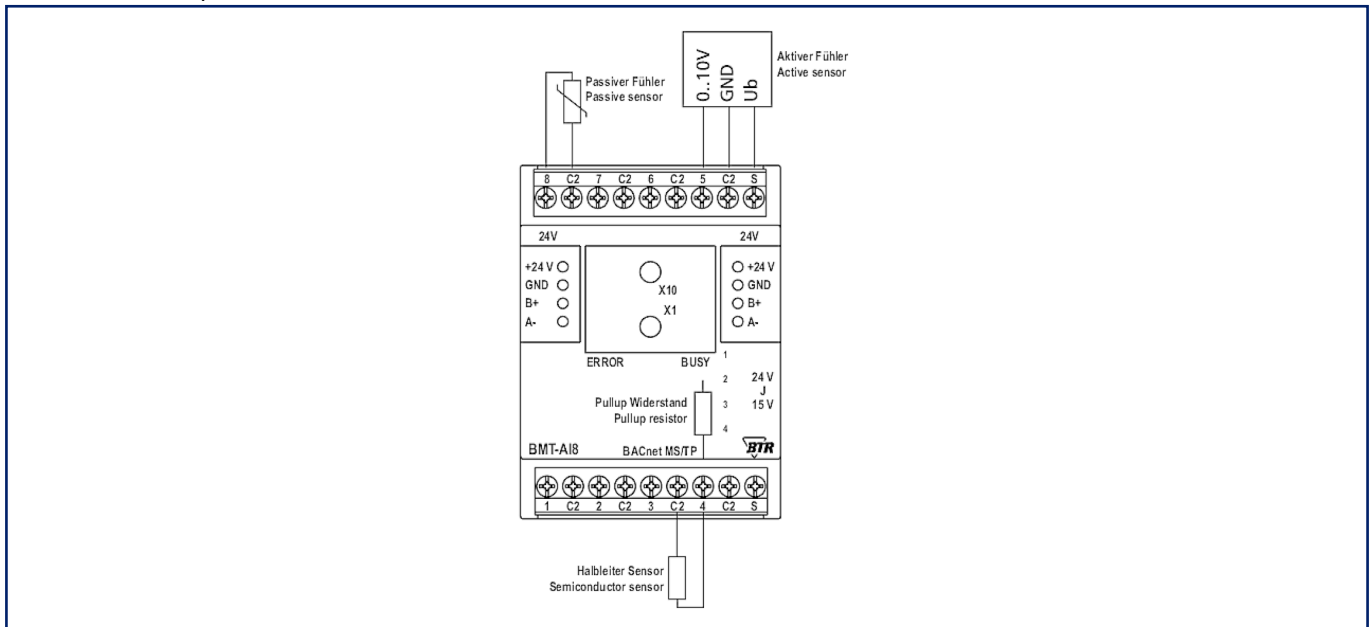 Passiver Fühler
Passive sensor
0..10V
GND
Ub
Aktiver Fühler
Active sensor
8 C2 7 C2 6 C2 5 C2 S
24V 24V
+24 V +24 V
GND GND
B+ B+
A- A-
X10
X1
ERROR BUSY
1
2
3
4
24 V
J
15 V
Pullup Widerstand
Pullup resistor
BMT-AI8 BACnet MS/TP BTR
1 C2 2 C2 3 C2 4 C2 S
Halbleiter Sensor
Semiconductor sensor